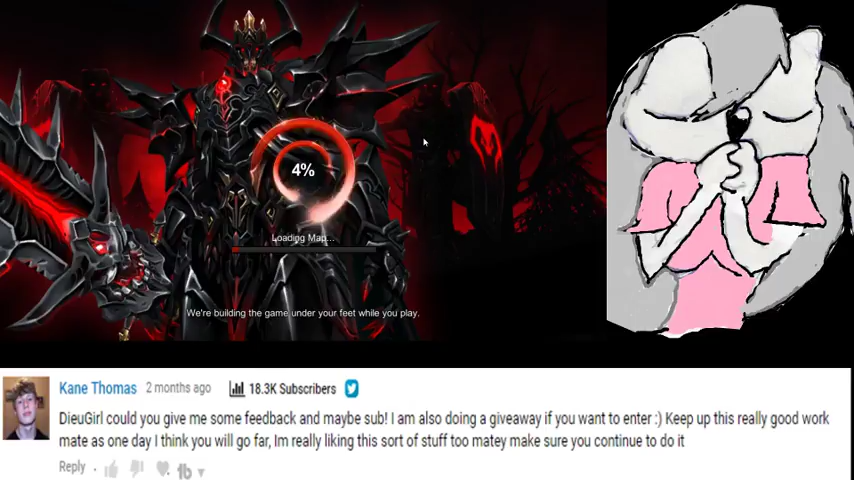 4%
Loading Map...
We're building the game under your feet while you play.
Kane Thomas 2 months ago 18.3K Subscribers
DieuGirl could you give me some feedback and maybe sub! I am also doing a giveaway if you want to enter :) Keep up this really good work
mate as one day I think you will go far, Im really liking this sort of stuff too matey make sure you continue to do it
Reply